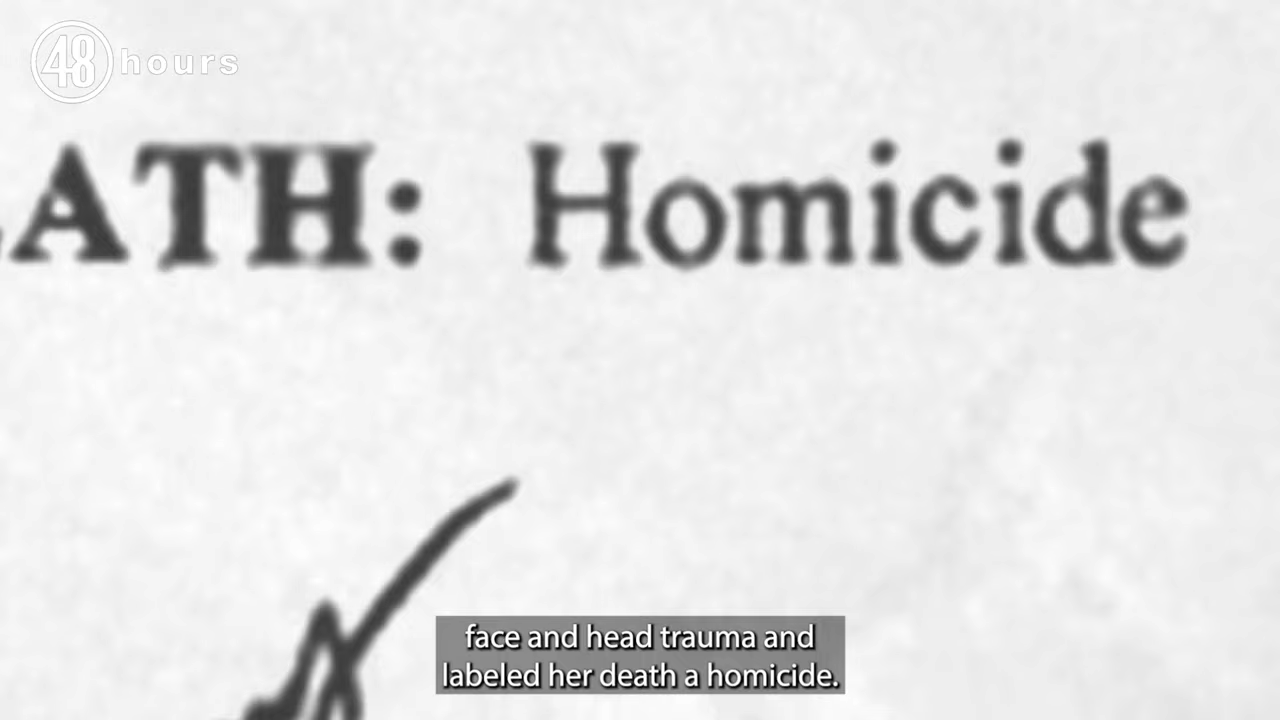 48 hours
ATH: Homicide
face and head trauma and
labeled her death a homicide.